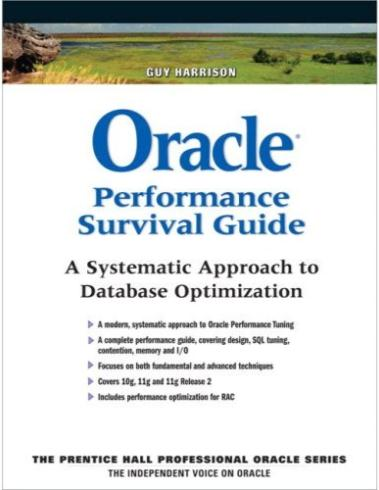 GUY HARRISON
Oracle®
Performance
Survival Guide
A Systematic Approach to
Database Optimization
A modern, systematic approach to Oracle Performance Tuning
A complete performance guide, covering design, SQL tuning,
contention, memory and I/O
Focuses on both fundamental and advanced techniques
Covers 10g, 11g and 11g Release 2
Includes performance optimization for RAC
THE PRENTICE HALL PROFESSIONAL ORACLE SERIES
THE INDEPENDENT VOICE ON ORACLE